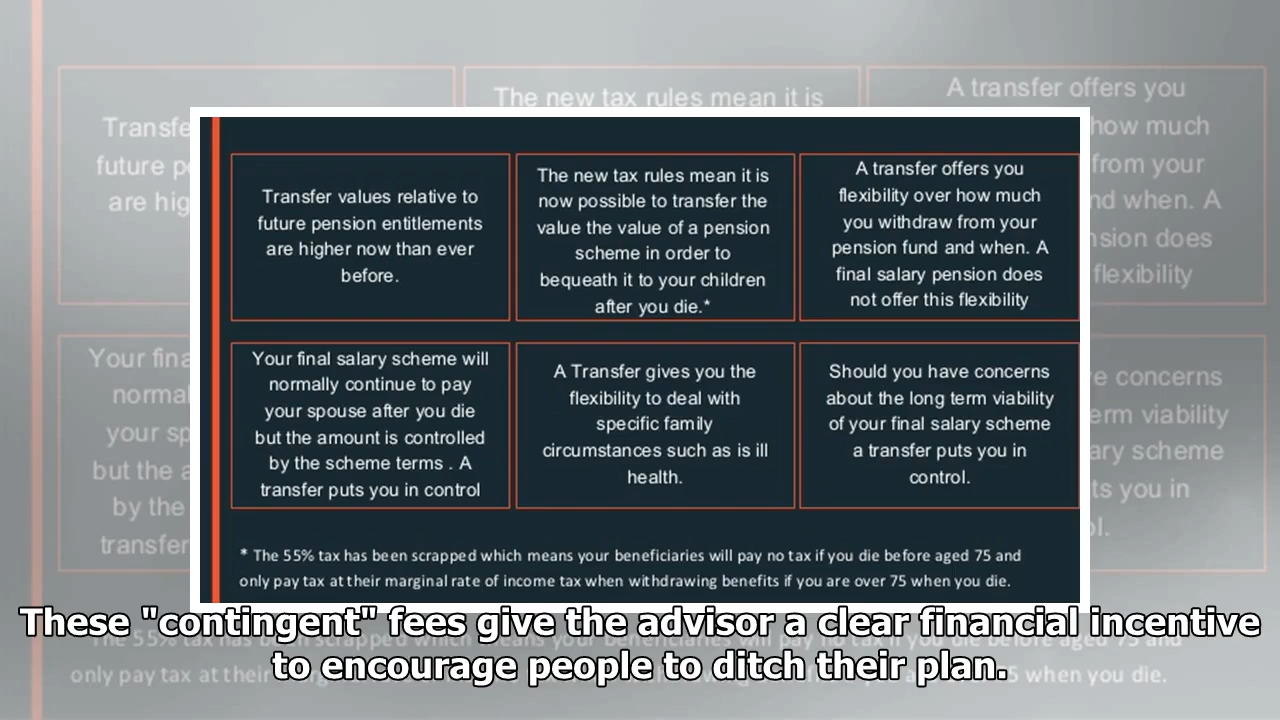 Transfer values relative to
future pension entitlements
are higher now than ever
before.
The new tax rules mean it is
now possible to transfer the
value the value of a pension
scheme in order to
bequeath it to your children
after you die.*
A transfer offers you
flexibility over how much
you withdraw from your
pension fund and when. A
final salary pension does
not offer this flexibility
Your final salary scheme will
normally continue to pay
your spouse after you die
but the amount is controlled
by the scheme terms . A
transfer puts you in control
A Transfer gives you the
flexibility to deal with
specific family
circumstances such as is ill
health.
Should you have concerns
about the long term viability
of your final salary scheme
a transfer puts you in
control.
* The 55% tax has been scrapped which means your beneficiaries will pay no tax if you die before aged 75 and
only pay tax at their marginal rate of income tax when withdrawing benefits if you are over 75 when you die.
These "contingent" fees give the advisor a clear financial incentive
to encourage people to ditch their plan.